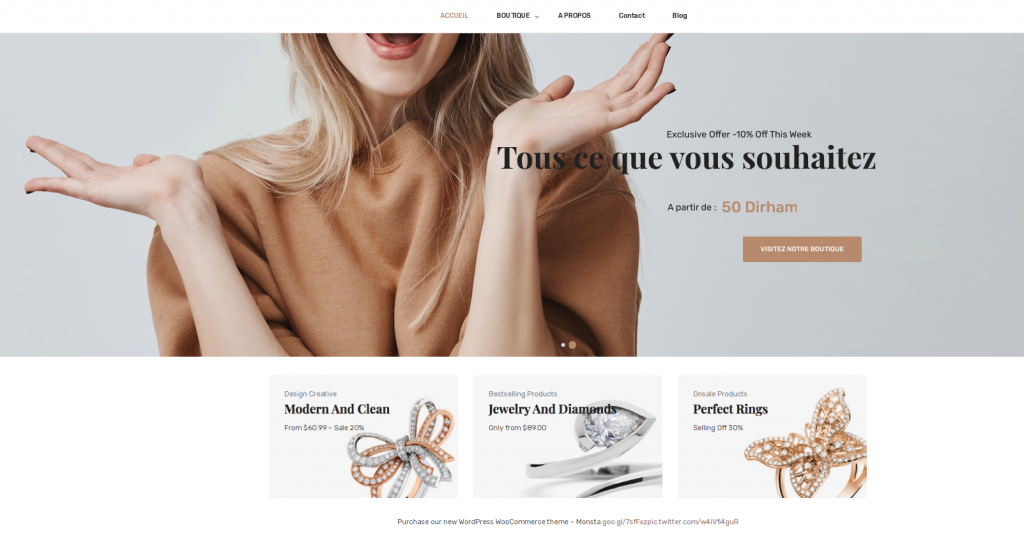 ACCUEIL BOUTIQUE A PROPOS Contact Blog
Exclusive Offer -10% Off This Week
Tous ce que vous souhaitez
A partir de : 50 Dirham
VISITEZ NOTRE BOUTIQUE
Design Creative
Modern And Clean
From $60.99 – Sale 20%
Bestselling Products
Jewelry And Diamonds
Only from $89.00
Onsale Products
Perfect Rings
Selling Off 30%
Purchase our new WordPress WooCommerce theme – Monsta goo.gl/7sfFxzpic.twitter.com/w4iVfi4guR